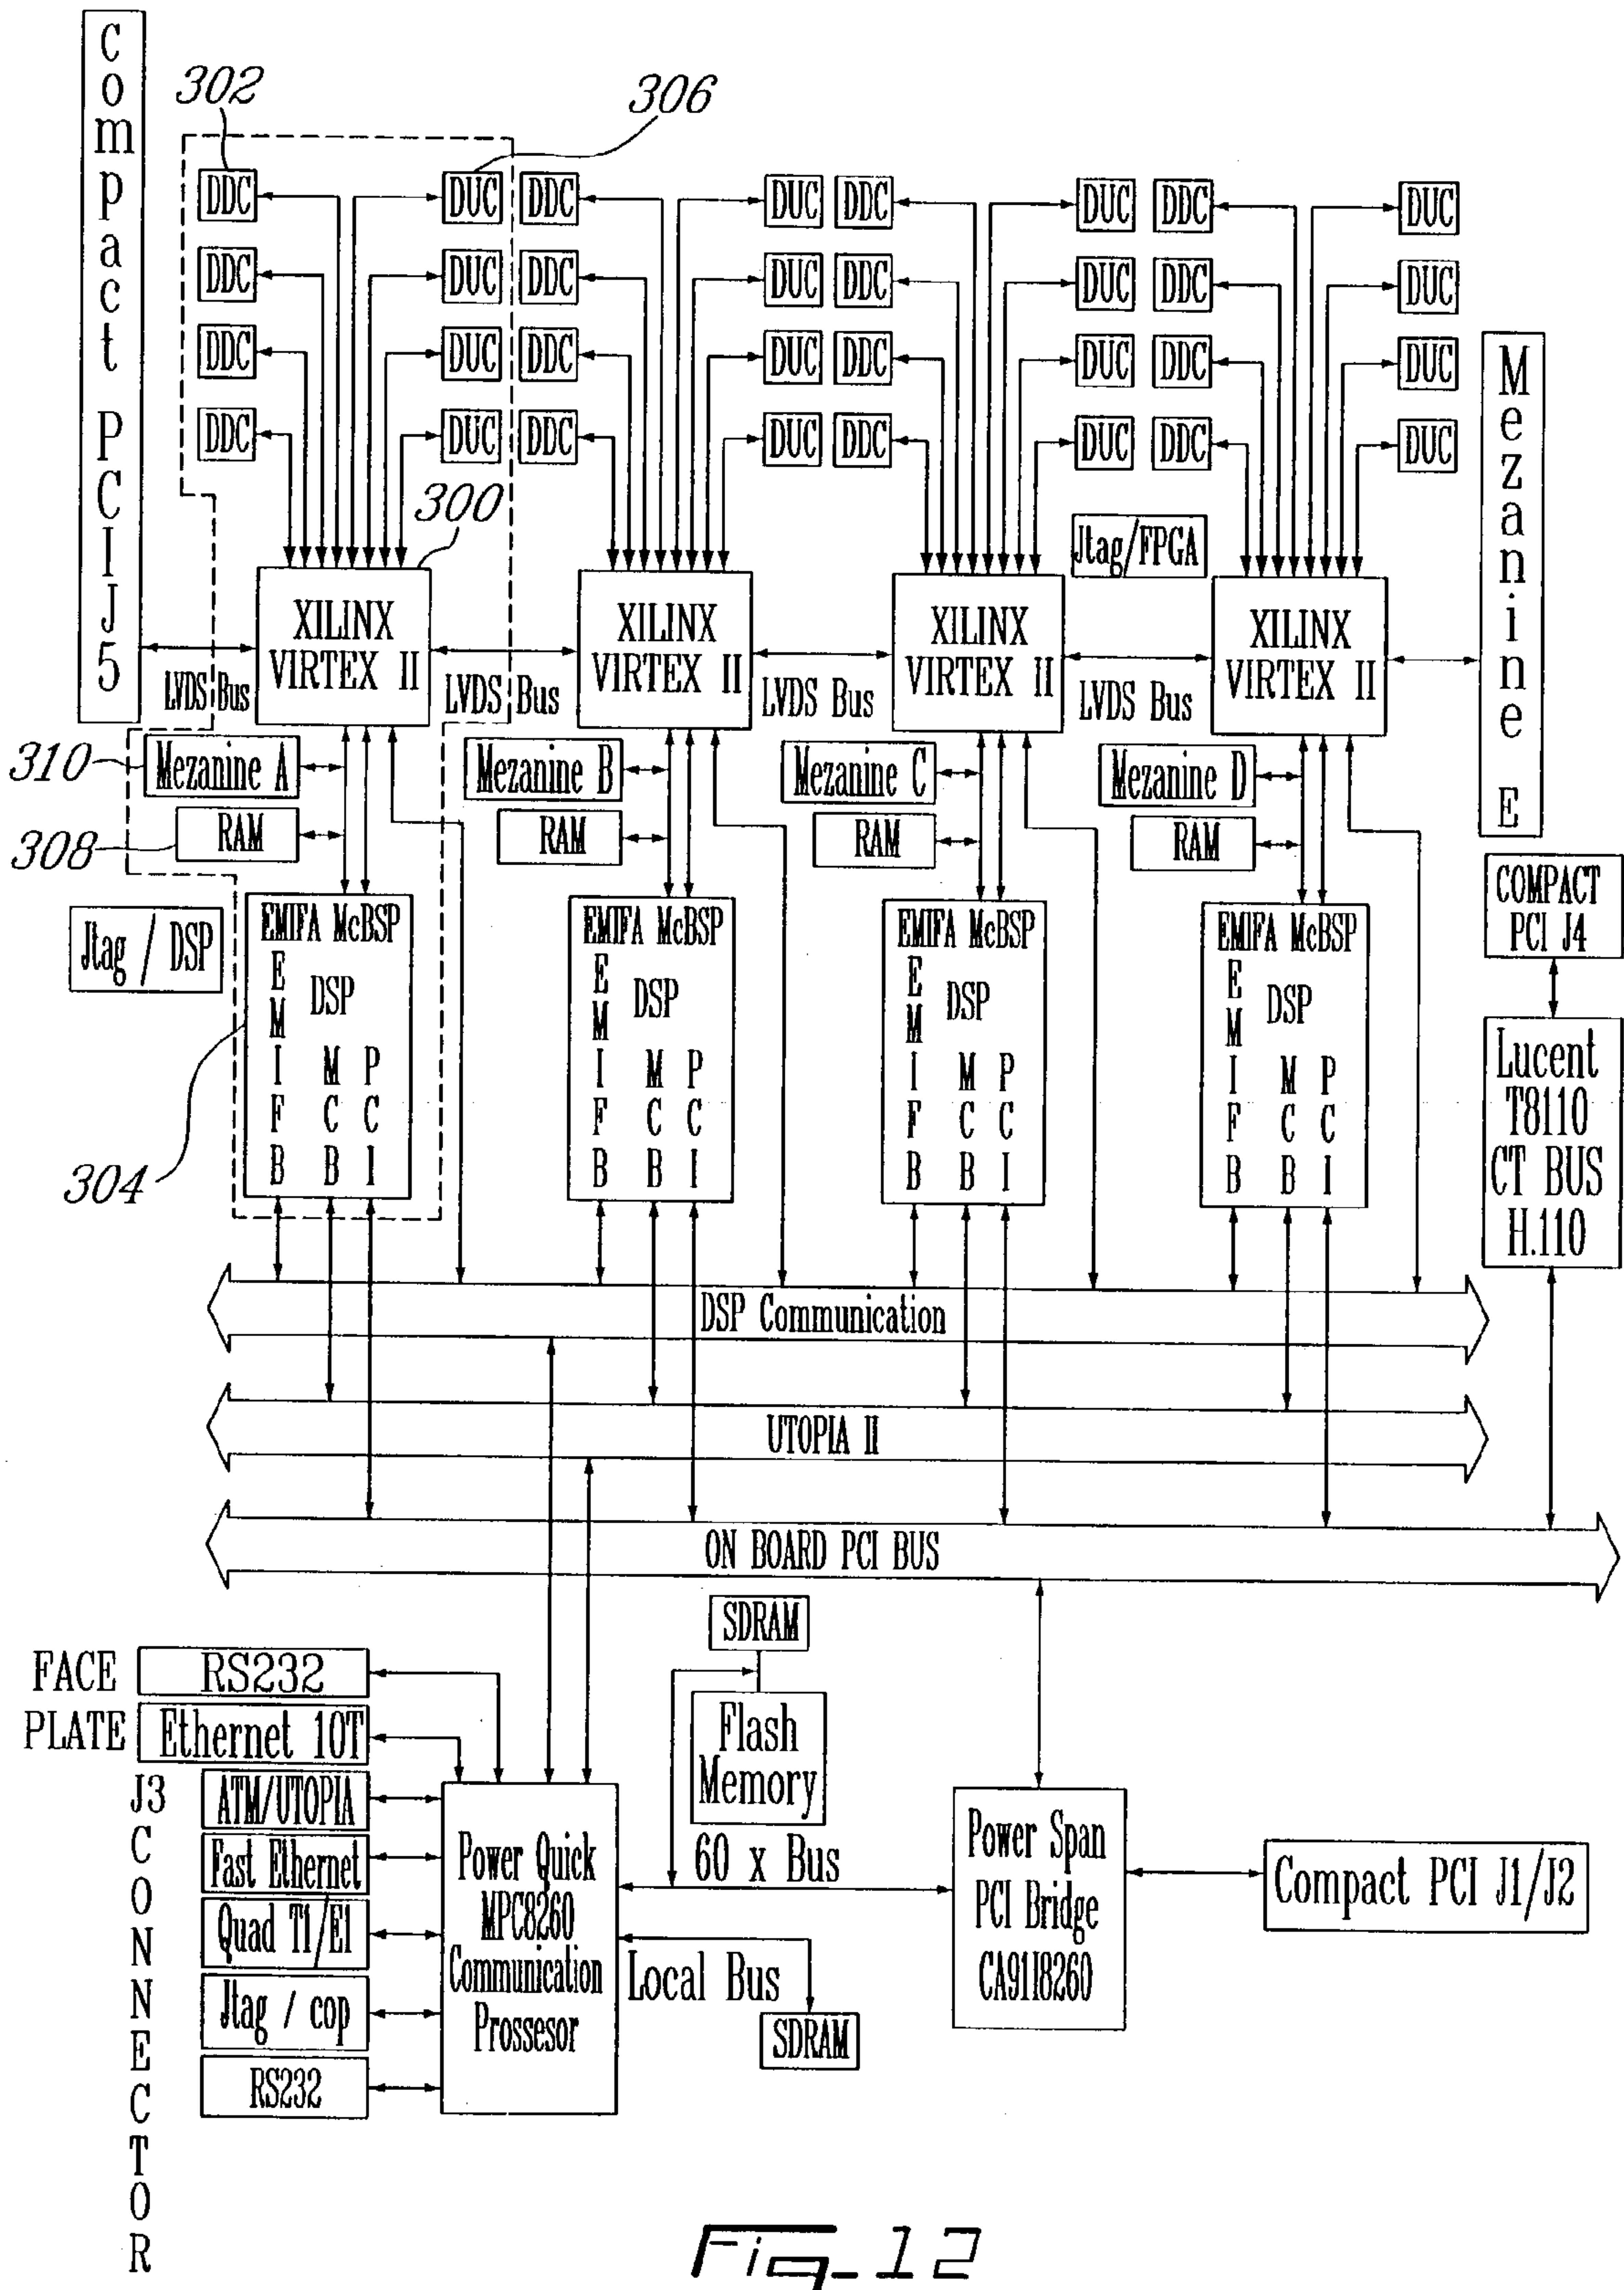 Compact PCI J5
302
306
DDC DUC DDC DUC DDC DUC DDC DUC
DDC DUC DDC DUC DDC DUC DDC DUC
DDC DUC DDC DUC DDC DUC DDC DUC
DDC DUC DDC DUC DDC DUC DDC DUC
Mezanine E
300
Jtag/FPGA
XILINX VIRTEX II
XILINX VIRTEX II
XILINX VIRTEX II
XILINX VIRTEX II
LVDS Bus
LVDS Bus
LVDS Bus
LVDS Bus
310
Mezanine A
Mezanine B
Mezanine C
Mezanine D
308
RAM
RAM
RAM
RAM
COMPACT
PCI J4
Jtag / DSP
EMIFA McBSP
EMIFB
DSP
MCB
PCI
EMIFA McBSP
EMIFB
DSP
MCB
PCI
EMIFA McBSP
EMIFB
DSP
MCB
PCI
EMIFA McBSP
EMIFB
DSP
MCB
PCI
304
Lucent
T8110
CT BUS
H.110
DSP Communication
UTOPIA II
ON BOARD PCI BUS
FACE
PLATE
RS232
Ethernet 10T
J3
CONNECTOR
ATM/UTOPIA
Fast Ethernet
Quad T1/E1
Jtag / cop
RS232
Power Quick
MPC8260
Communication
Prossesor
SDRAM
Flash
Memory
60 x Bus
Local Bus
SDRAM
Power Span
PCI Bridge
CA91I8260
Compact PCI J1/J2
Fig_12